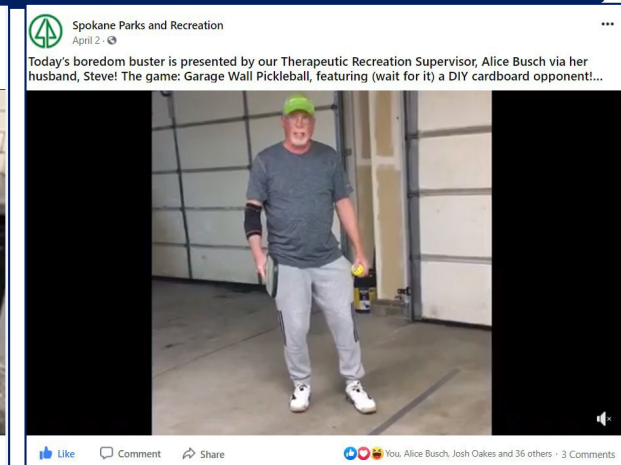 Spokane Parks and Recreation
April 2 ·
Today's boredom buster is presented by our Therapeutic Recreation Supervisor, Alice Busch via her
husband, Steve! The game: Garage Wall Pickleball, featuring (wait for it) a DIY cardboard opponent!...
Like Comment Share You, Alice Busch, Josh Oakes and 36 others · 3 Comments